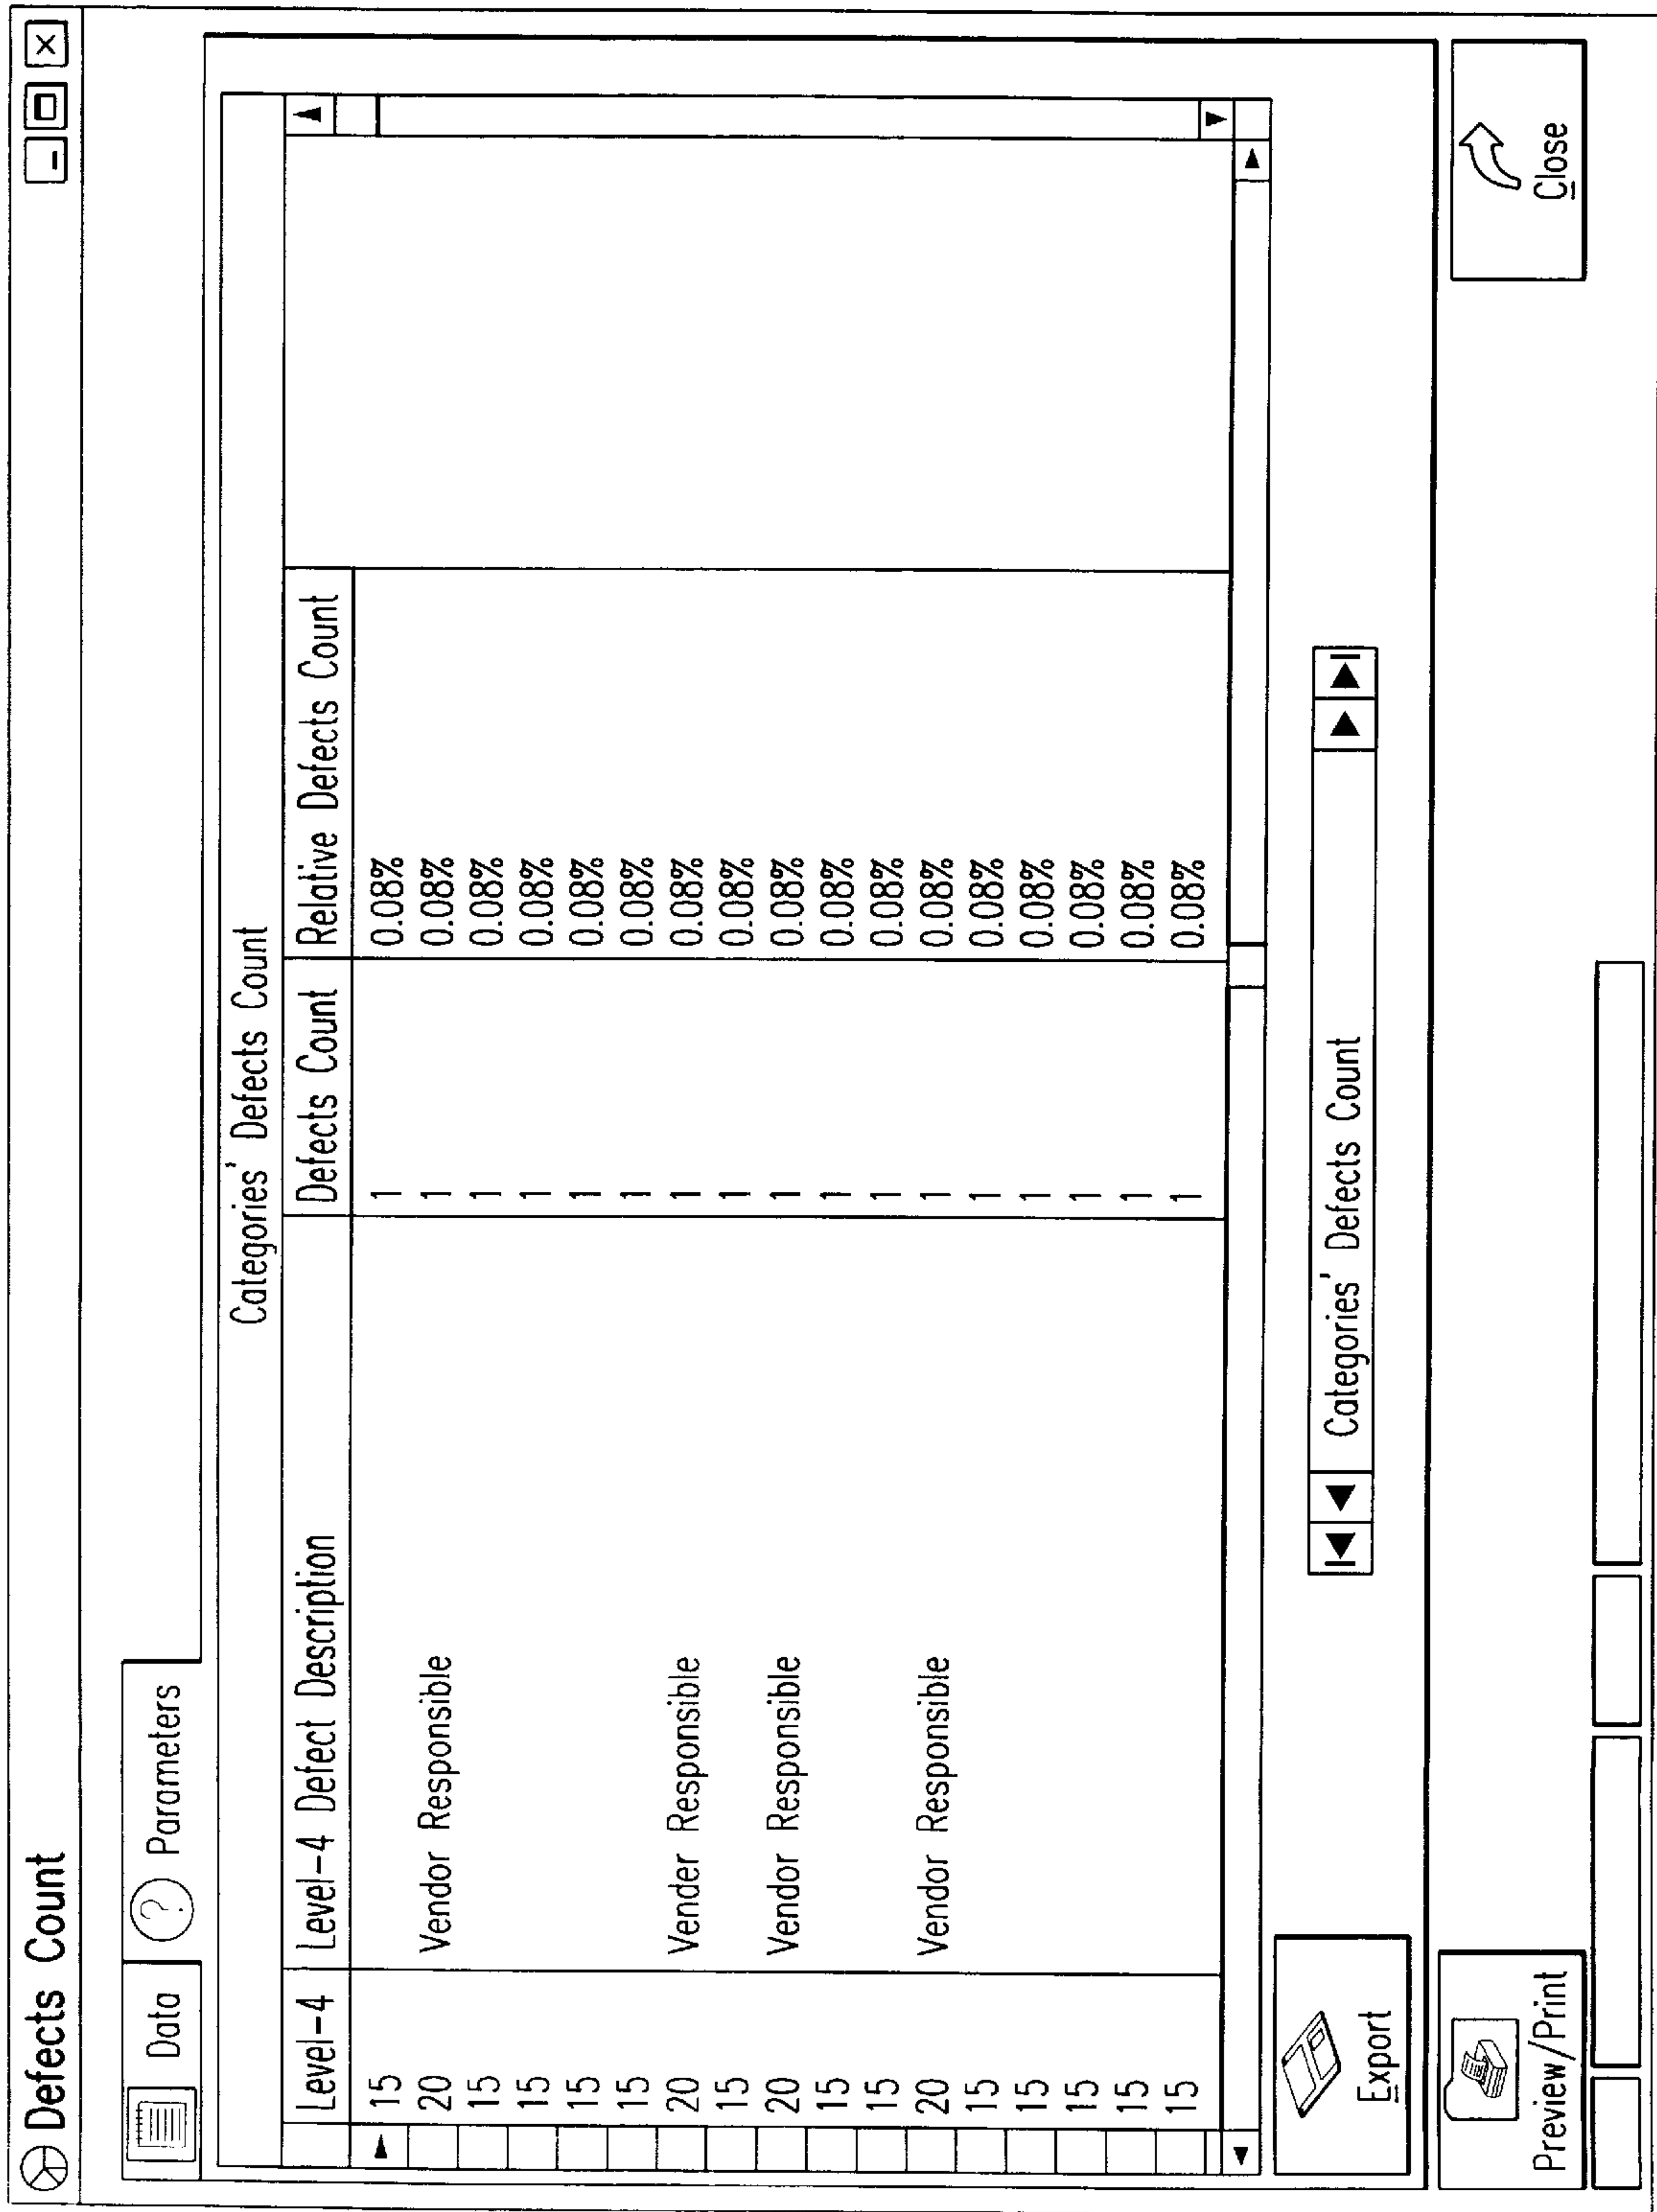 Defects Count
Data ? Parameters
Categories' Defects Count
Level-4 Level-4 Defect Description Defects Count Relative Defects Count
15 1 0.08%
20 Vendor Responsible 1 0.08%
15 1 0.08%
15 1 0.08%
15 1 0.08%
15 1 0.08%
20 Vender Responsible 1 0.08%
15 1 0.08%
20 Vendor Responsible 1 0.08%
15 1 0.08%
15 1 0.08%
20 Vendor Responsible 1 0.08%
15 1 0.08%
15 1 0.08%
15 1 0.08%
15 1 0.08%
15 1 0.08%
Export
Categories' Defects Count
Preview/Print
Close